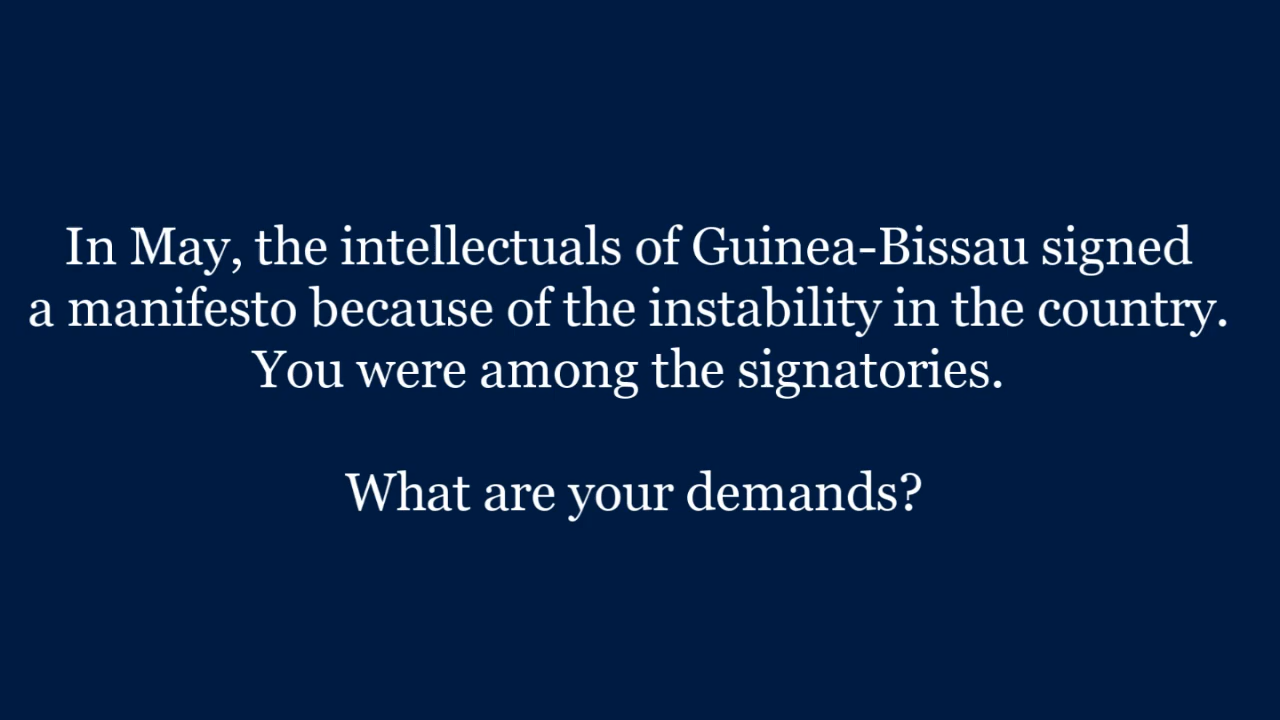 In May, the intellectuals of Guinea-Bissau signed
a manifesto because of the instability in the country.
You were among the signatories.
What are your demands?